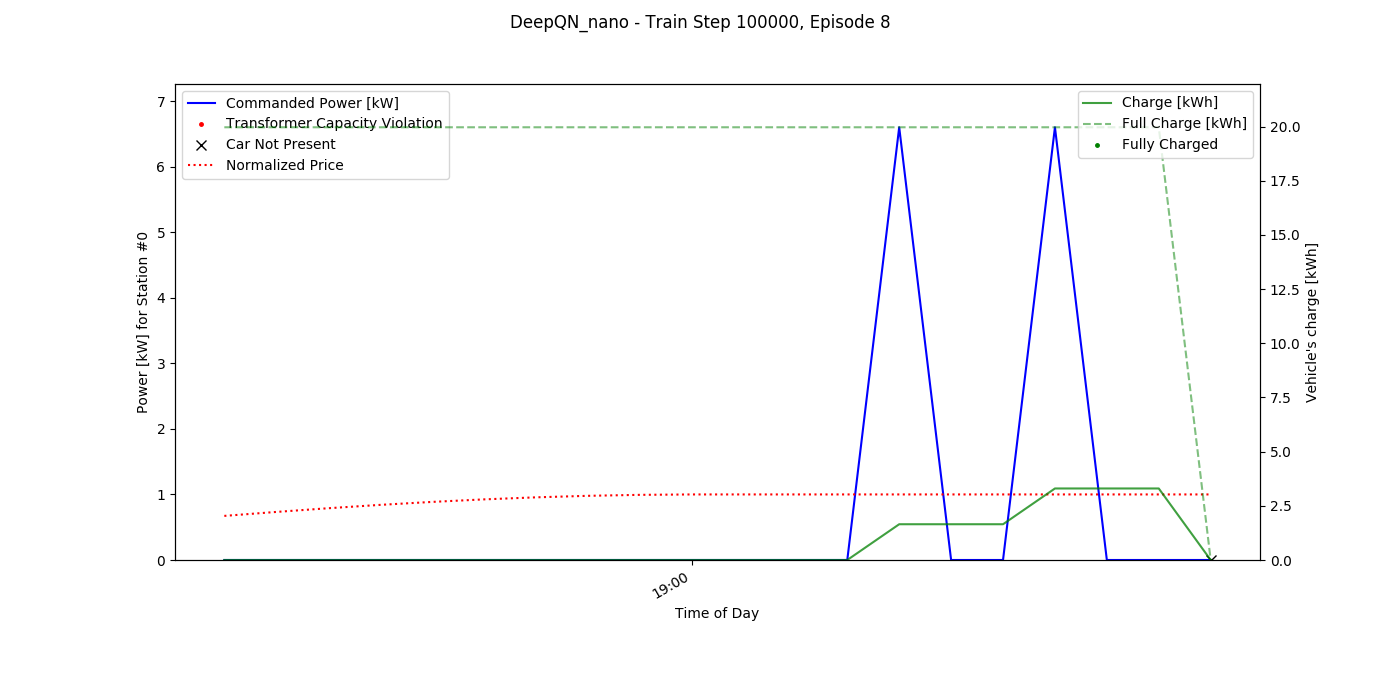 DeepQN_nano - Train Step 100000, Episode 8
Commanded Power [kW]
Transformer Capacity Violation
Car Not Present
Normalized Price
Charge [kWh]
Full Charge [kWh]
Fully Charged
Power [kW] for Station #0
7
6
5
4
3
2
1
0
20.0
17.5
15.0
12.5
10.0
7.5
5.0
2.5
0.0
Vehicle's charge [kWh]
19:00
Time of Day